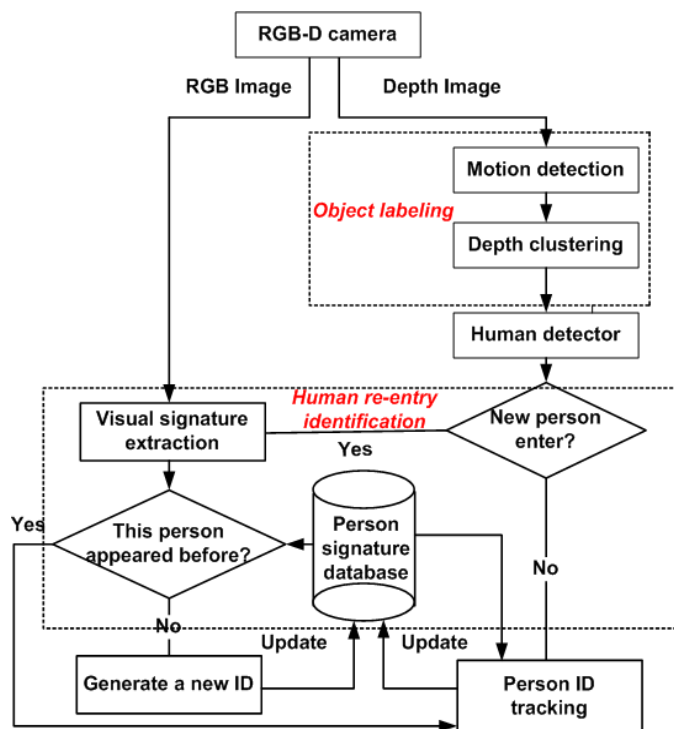 RGB-D camera
RGB Image
Depth Image
Motion detection
Object labeling
Depth clustering
Human detector
Human re-entry
identification
Visual signature
extraction
New person
enter?
Yes
Yes
This person
appeared before?
Person
signature
database
No
No
Update
Update
Generate a new ID
Person ID
tracking